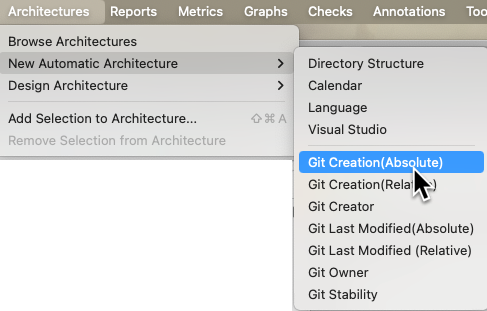 Architectures Reports Metrics Graphs Checks Annotations Too
Browse Architectures
New Automatic Architecture
Design Architecture
Add Selection to Architecture... ⇧⌘A
Remove Selection from Architecture
Directory Structure
Calendar
Language
Visual Studio
Git Creation(Absolute)
Git Creation(Relative)
Git Creator
Git Last Modified(Absolute)
Git Last Modified (Relative)
Git Owner
Git Stability